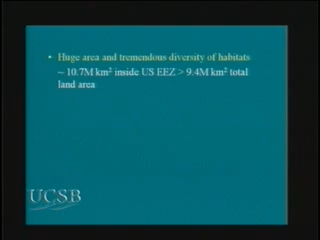 • Huge area and tremendous diversity of habitats
~ 10.7M km² inside US EEZ > 9.4M km² total
land area
UCSB